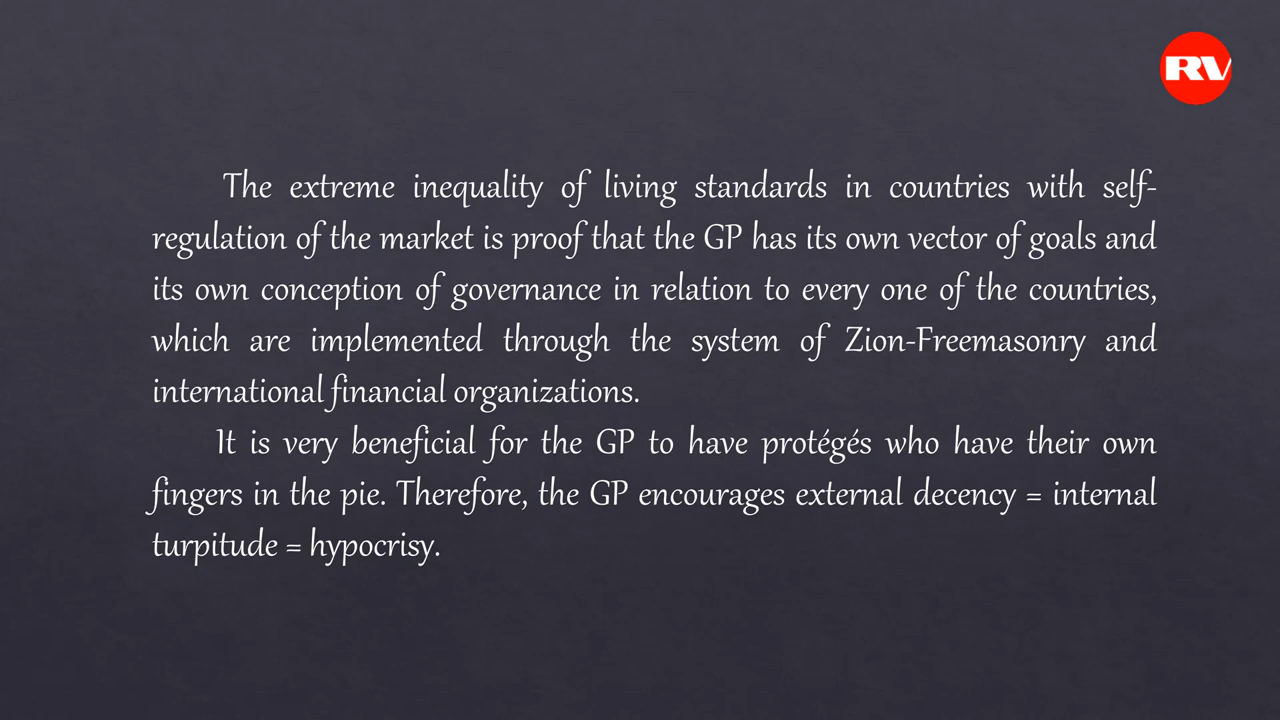 RV
The extreme inequality of living standards in countries with self-
regulation of the market is proof that the GP has its own vector of goals and
its own conception of governance in relation to every one of the countries,
which are implemented through the system of Zion-Freemasonry and
international financial organizations.
It is very beneficial for the GP to have protégés who have their own
fingers in the pie. Therefore, the GP encourages external decency = internal
turpitude = hypocrisy.